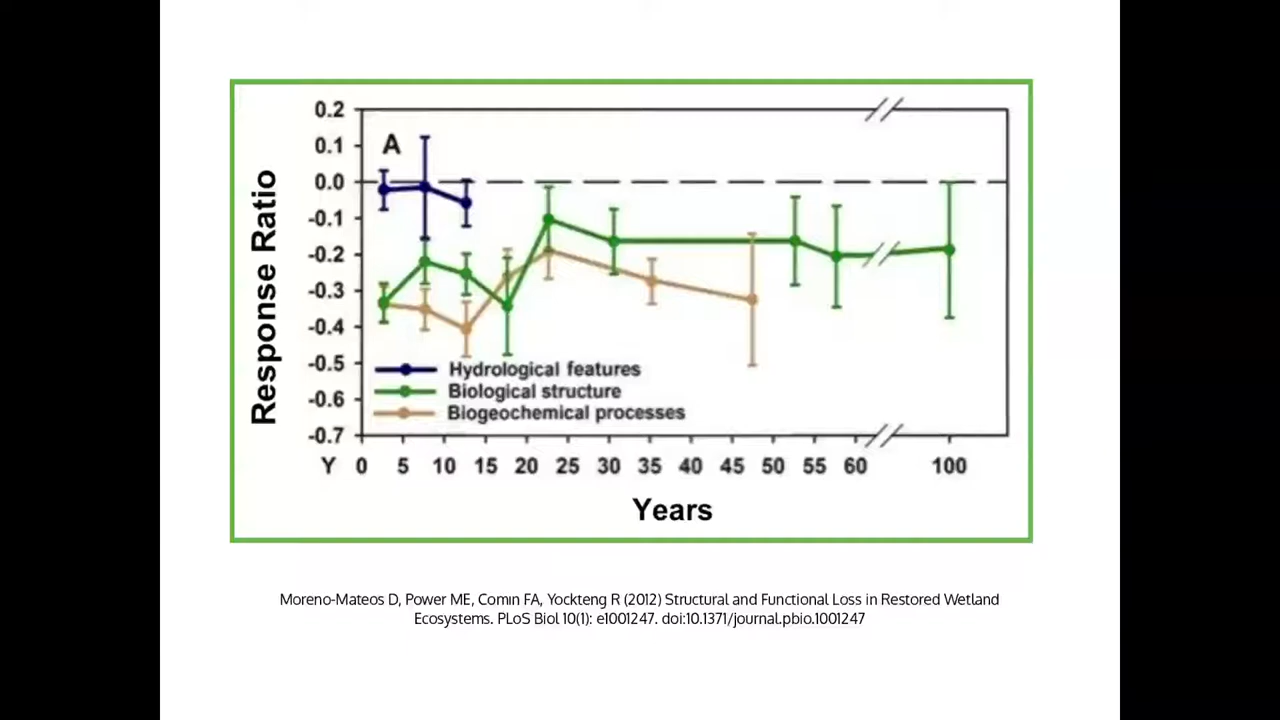 0.2
0.1
0.0
-0.1
-0.2
-0.3
-0.4
-0.5
-0.6
-0.7
Response Ratio
A
Hydrological features
Biological structure
Biogeochemical processes
Y 0 5 10 15 20 25 30 35 40 45 50 55 60 100
Years
Moreno-Mateos D, Power ME, Comın FA, Yockteng R (2012) Structural and Functional Loss in Restored Wetland
Ecosystems. PLoS Biol 10(1): e1001247. doi:10.1371/journal.pbio.1001247